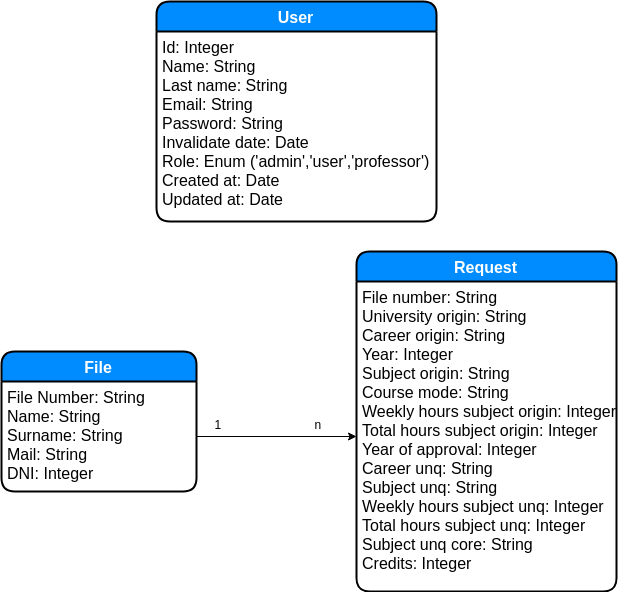 User
Id: Integer
Name: String
Last name: String
Email: String
Password: String
Invalidate date: Date
Role: Enum ('admin','user','professor')
Created at: Date
Updated at: Date
File
File Number: String
Name: String
Surname: String
Mail: String
DNI: Integer
1
n
Request
File number: String
University origin: String
Career origin: String
Year: Integer
Subject origin: String
Course mode: String
Weekly hours subject origin: Integer
Total hours subject origin: Integer
Year of approval: Integer
Career unq: String
Subject unq: String
Weekly hours subject unq: Integer
Total hours subject unq: Integer
Subject unq core: String
Credits: Integer